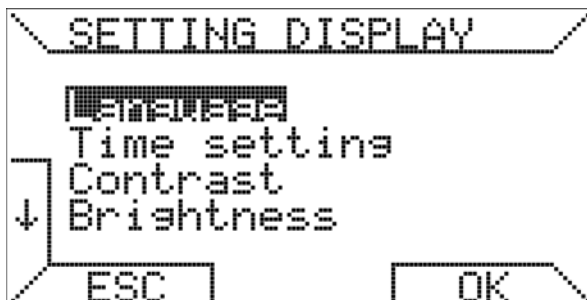 SETTING DISPLAY
Language
Time setting
Contrast
↓ Brightness
ESC OK